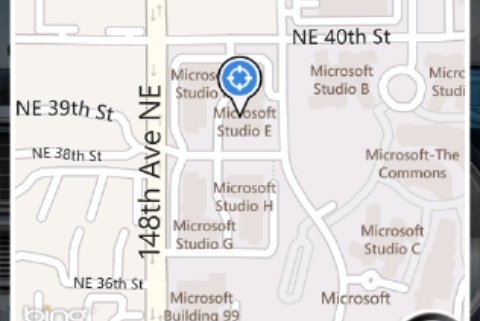 NE 40th St
Microsoft
Studio B
Studio
Microsoft
Studio E
NE 39th St
148th Ave NE
NE 38th St
Microsoft-The
Commons
Microsoft
Studio H
Microsoft
Studio G
Microsoft
Studio C
NE 36th St
Microsoft
Building 99
Microsoft
bing